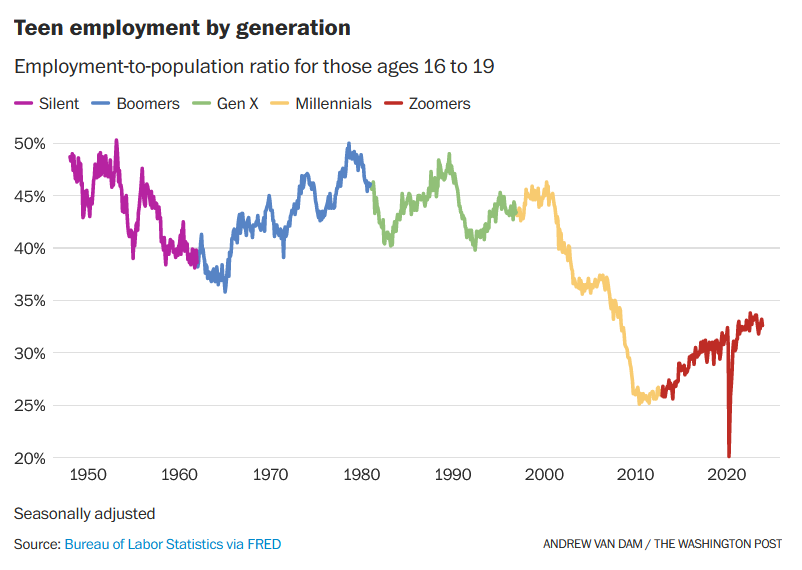 Teen employment by generation
Employment-to-population ratio for those ages 16 to 19
Silent Boomers Gen X Millennials Zoomers
50%
45%
40%
35%
30%
25%
20%
1950 1960 1970 1980 1990 2000 2010 2020
Seasonally adjusted
Source: Bureau of Labor Statistics via FRED ANDREW VAN DAM / THE WASHINGTON POST